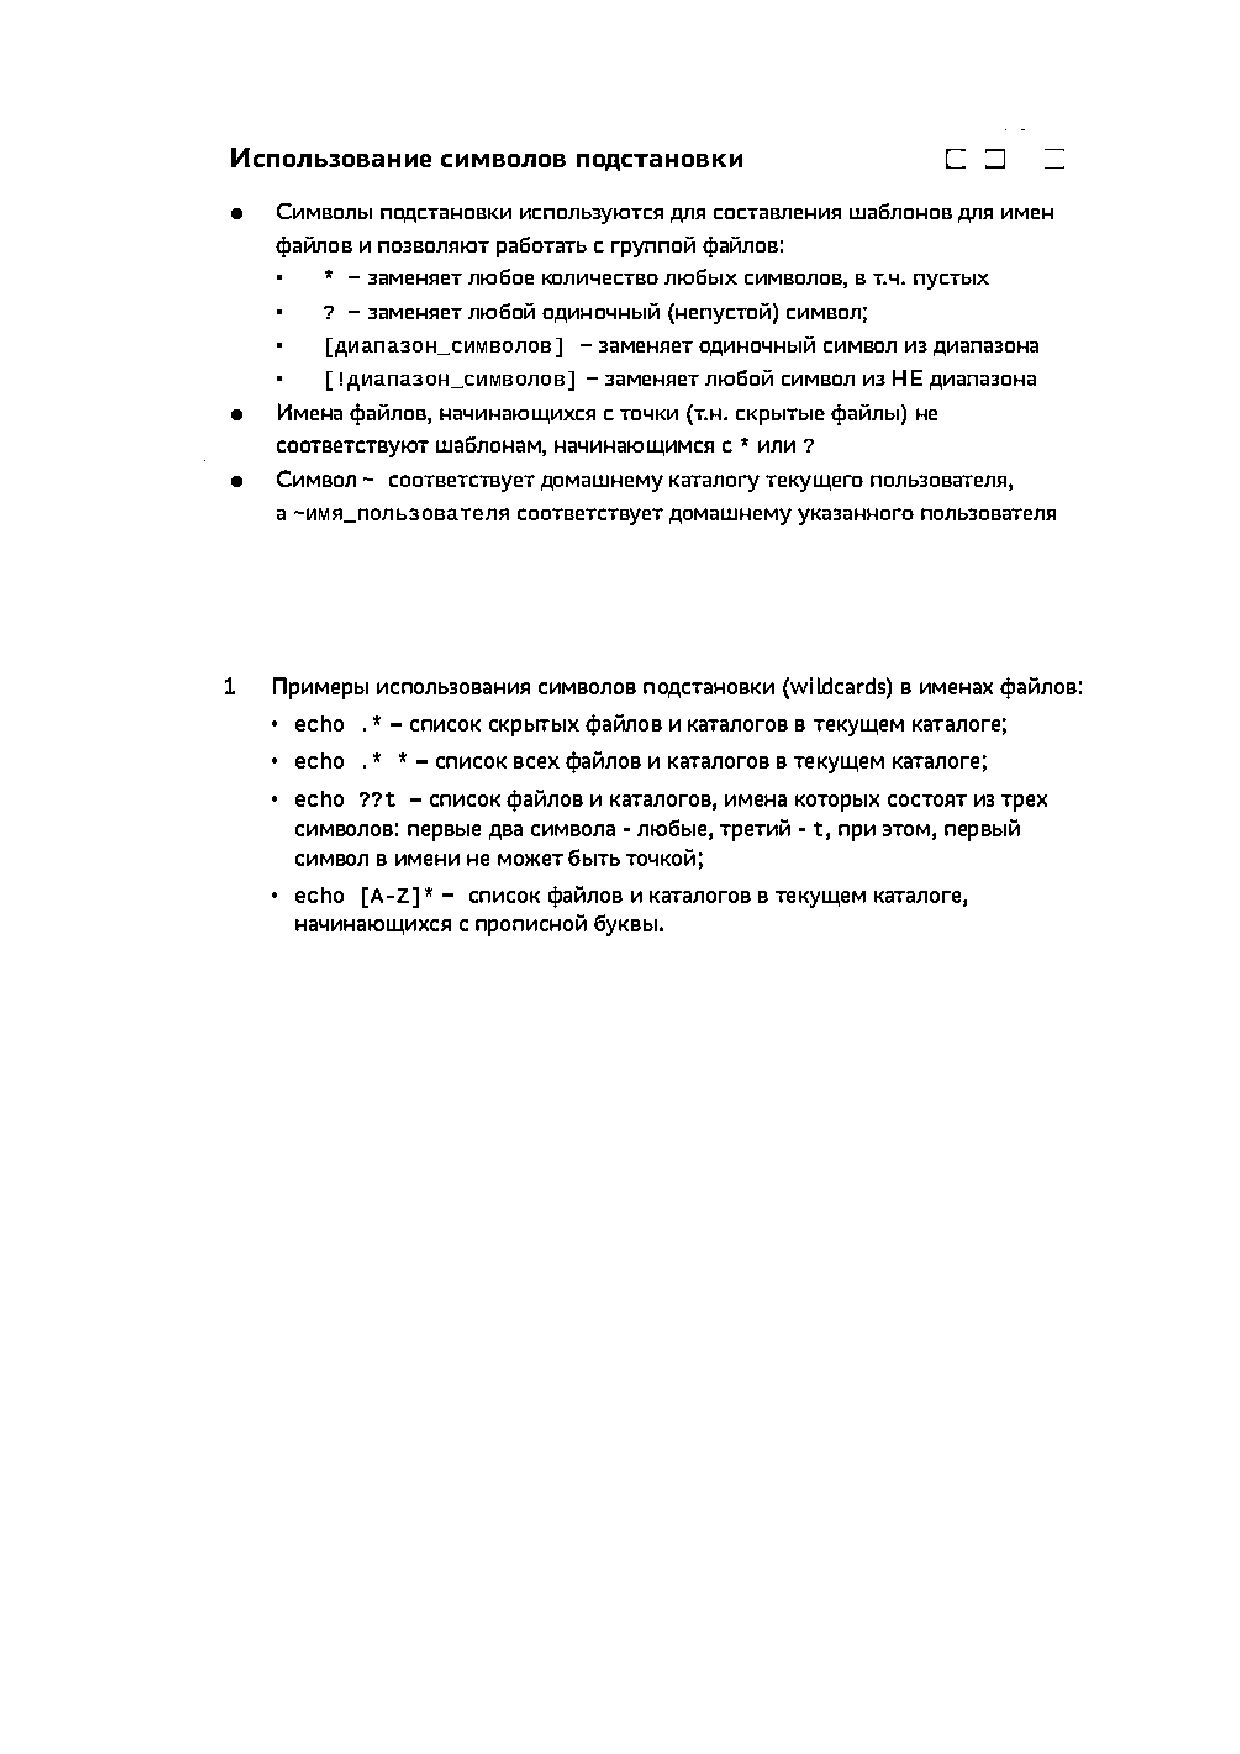 Использование символов подстановки
● Символы подстановки используются для составления шаблонов для имен
файлов и позволяют работать с группой файлов:
▪ * – заменяет любое количество любых символов, в т.ч. пустых
▪ ? – заменяет любой одиночный (непустой) символ;
▪ [диапазон_символов] – заменяет одиночный символ из диапазона
▪ [!диапазон_символов] – заменяет любой символ из НЕ диапазона
● Имена файлов, начинающихся с точки (т.н. скрытые файлы) не
соответствуют шаблонам, начинающимся с * или ?
● Символ ~ соответствует домашнему каталогу текущего пользователя,
а ~имя_пользователя соответствует домашнему указанного пользователя
1 Примеры использования символов подстановки (wildcards) в именах файлов:
• echo .* – список скрытых файлов и каталогов в текущем каталоге;
• echo .* * – список всех файлов и каталогов в текущем каталоге;
• echo ??t – список файлов и каталогов, имена которых состоят из трех
символов: первые два символа - любые, третий - t, при этом, первый
символ в имени не может быть точкой;
• echo [A-Z]* – список файлов и каталогов в текущем каталоге,
начинающихся с прописной буквы.